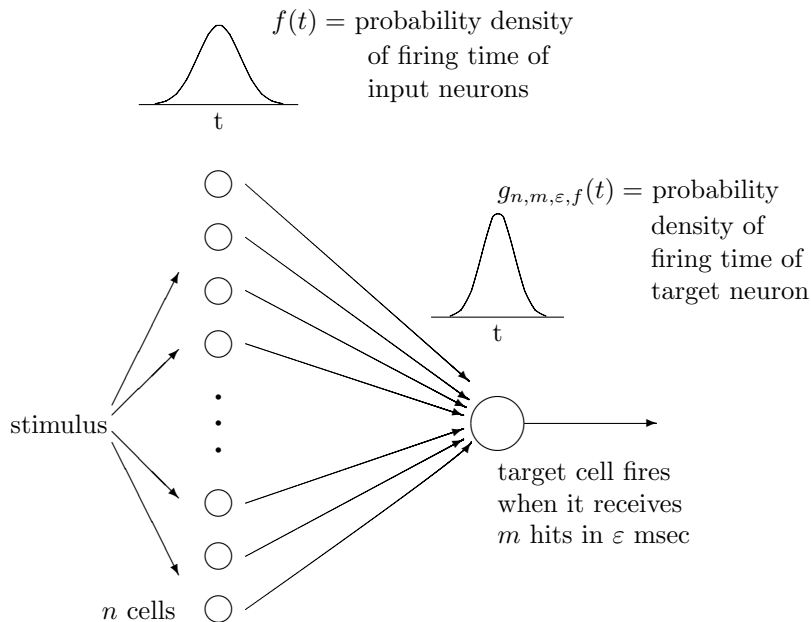 f(t) = probability density
of firing time of
input neurons
t
g_{n,m,ε,f}(t) = probability
density of
firing time of
target neuron
t
stimulus
target cell fires
when it receives
m hits in ε msec
n cells